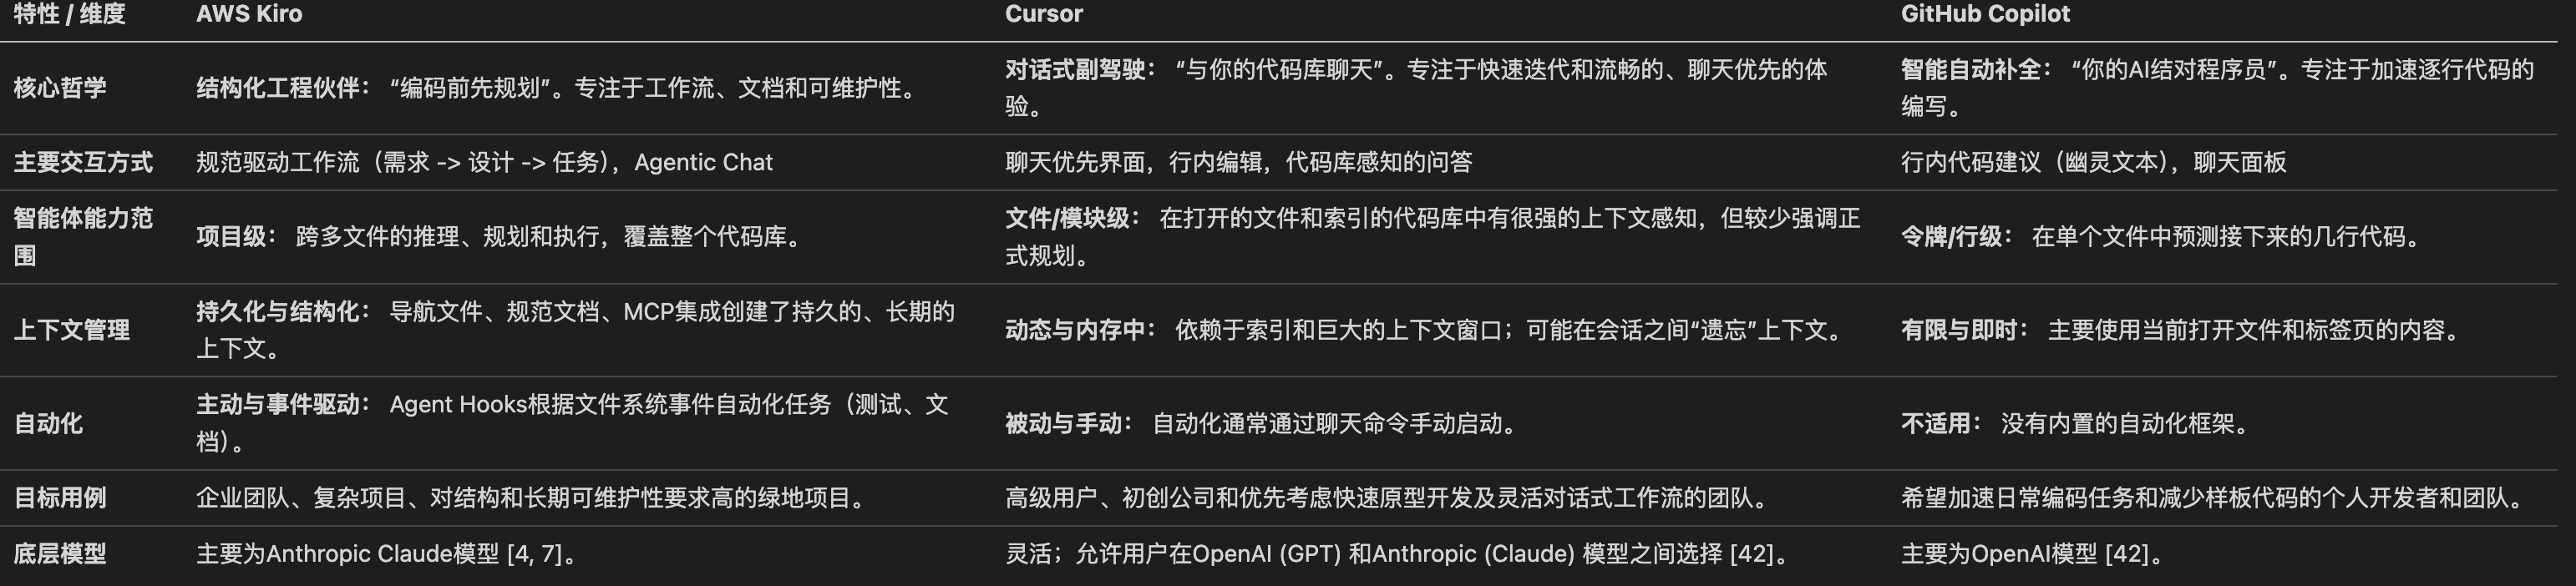 特性 / 维度 AWS Kiro Cursor GitHub Copilot
核心哲学
结构化工程伙伴： “编码前先规划”。专注于工作流、文档和可维护性。
对话式副驾驶： “与你的代码库聊天”。专注于快速迭代和流畅的、聊天优先的体
验。
智能自动补全： “你的AI结对程序员”。专注于加速逐行代码的
编写。
主要交互方式
规范驱动工作流（需求 -> 设计 -> 任务），Agentic Chat
聊天优先界面，行内编辑，代码库感知的问答
行内代码建议（幽灵文本），聊天面板
智能体能力范
围
项目级： 跨多文件的推理、规划和执行，覆盖整个代码库。
文件/模块级： 在打开的文件和索引的代码库中有很强的上下文感知，但较少强调正
式规划。
令牌/行级： 在单个文件中预测接下来的几行代码。
上下文管理
持久化与结构化： 导航文件、规范文档、MCP集成创建了持久的、长期的
上下文。
动态与内存中： 依赖于索引和巨大的上下文窗口；可能在会话之间“遗忘”上下文。
有限与即时： 主要使用当前打开文件和标签页的内容。
自动化
主动与事件驱动： Agent Hooks根据文件系统事件自动化任务（测试、文
档）。
被动与手动： 自动化通常通过聊天命令手动启动。
不适用： 没有内置的自动化框架。
目标用例
企业团队、复杂项目、对结构和长期可维护性要求高的绿地项目。
高级用户、初创公司和优先考虑快速原型开发及灵活对话式工作流的团队。
希望加速日常编码任务和减少样板代码的个人开发者和团队。
底层模型
主要为Anthropic Claude模型 [4, 7]。
灵活；允许用户在OpenAI (GPT) 和Anthropic (Claude) 模型之间选择 [42]。
主要为OpenAI模型 [42]。